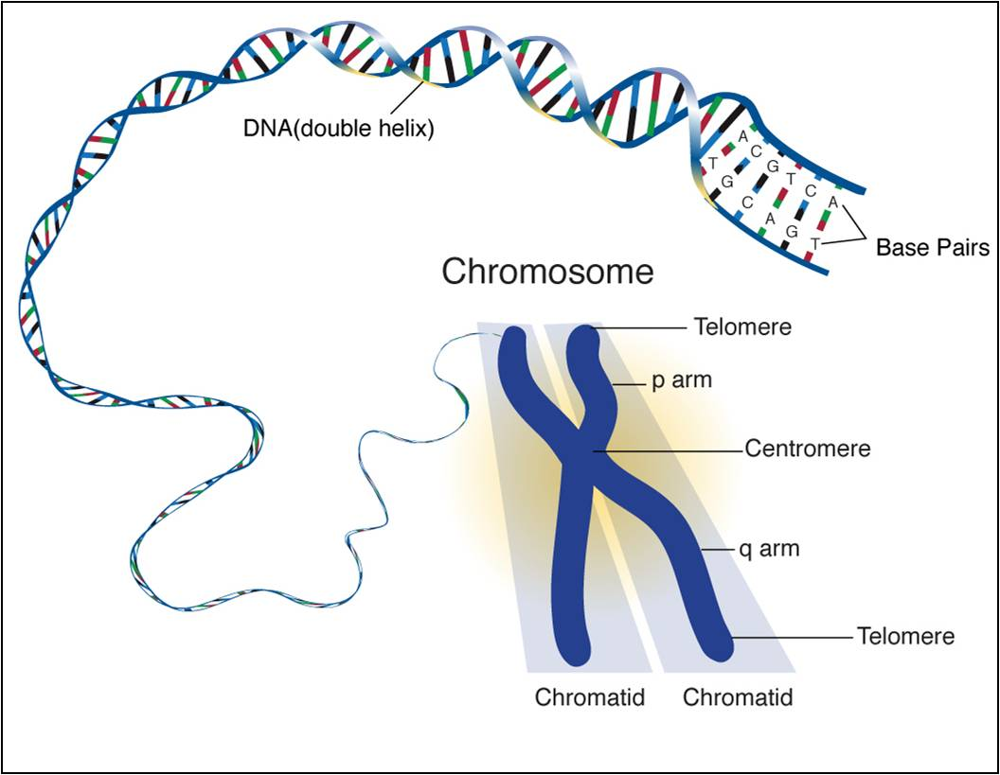 DNA(double helix)
A
C
G
T
C
A
T
G
C
A
G
T
Base Pairs
Chromosome
Telomere
p arm
Centromere
q arm
Telomere
Chromatid
Chromatid